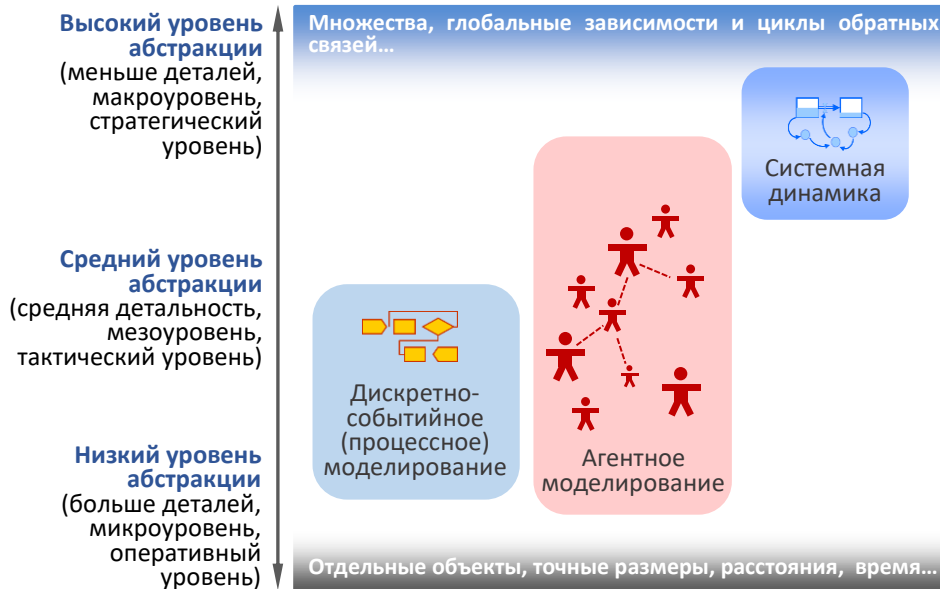 Высокий уровень
абстракции
(меньше деталей,
макроуровень,
стратегический
уровень)
Средний уровень
абстракции
(средняя детальность,
мезоуровень,
тактический уровень)
Низкий уровень
абстракции
(больше деталей,
микроуровень,
оперативный
уровень)
Множества, глобальные зависимости и циклы обратных
связей…
Системная
динамика
Дискретно-
событийное
(процессное)
моделирование
Агентное
моделирование
Отдельные объекты, точные размеры, расстояния, время…